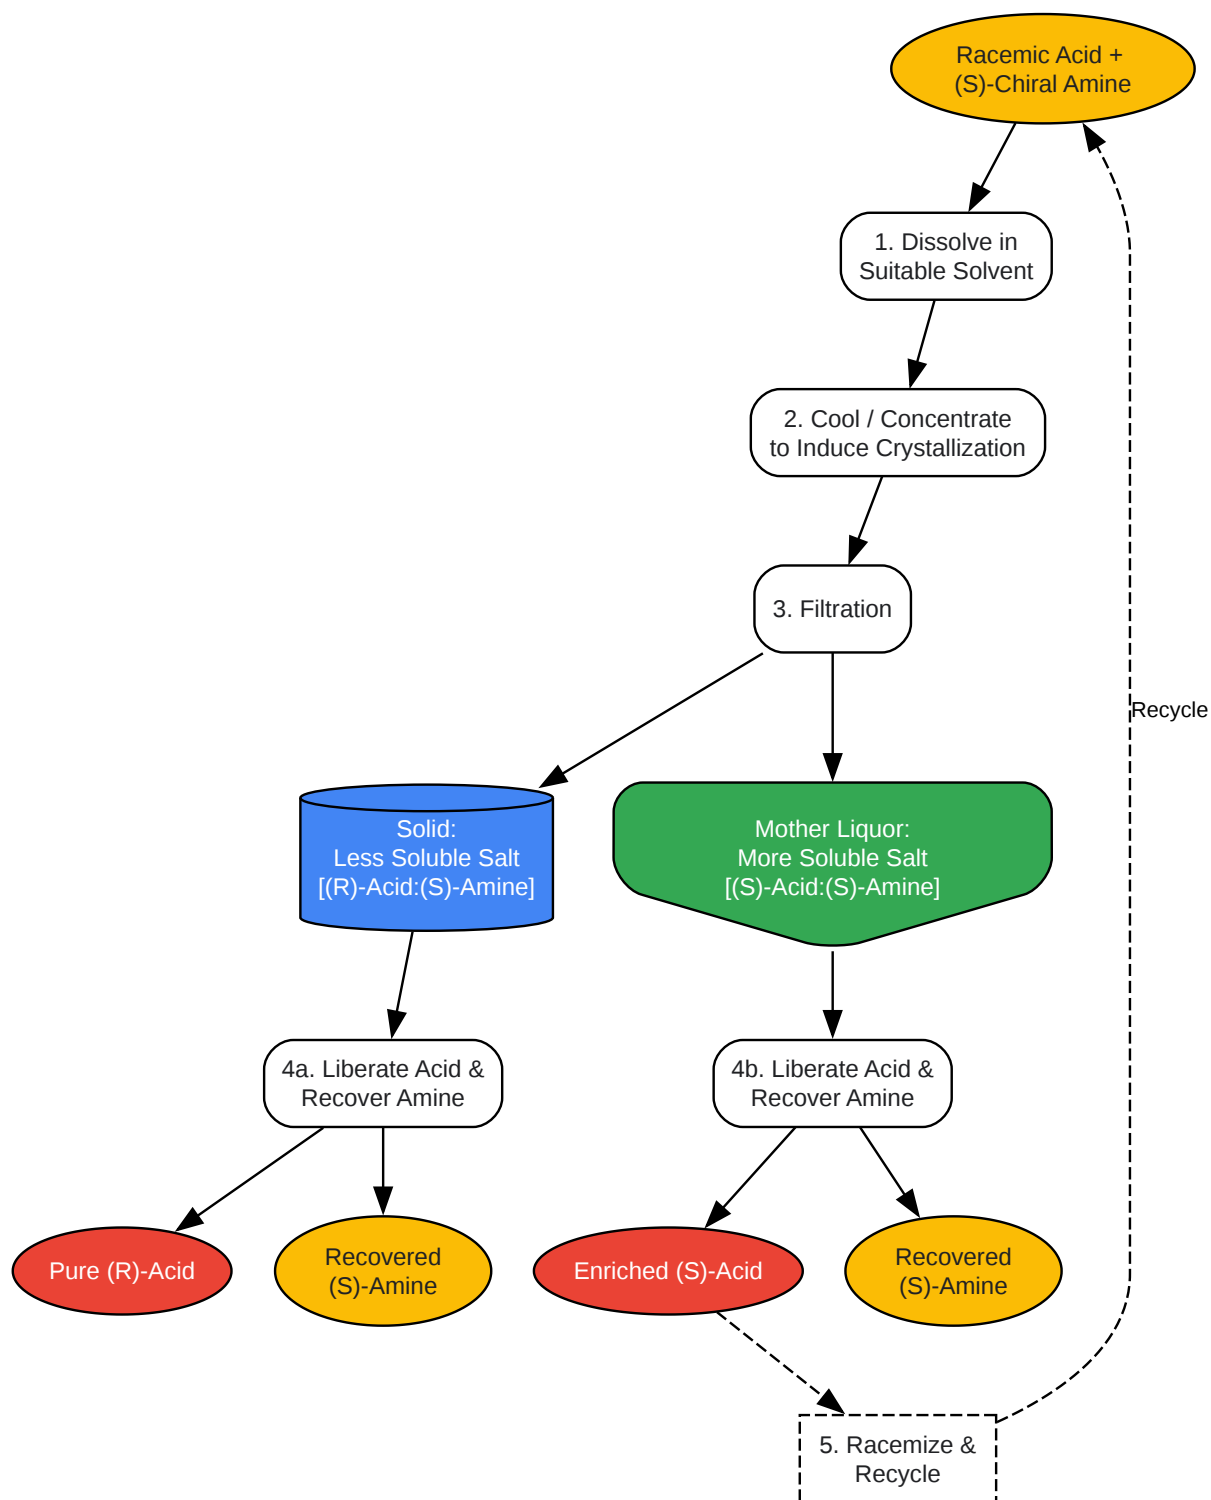 Racemic Acid +
(S)-Chiral Amine
1. Dissolve in
Suitable Solvent
2. Cool / Concentrate
to Induce Crystallization
3. Filtration
Recycle
Solid:
Less Soluble Salt
[(R)-Acid:(S)-Amine]
Mother Liquor:
More Soluble Salt
[(S)-Acid:(S)-Amine]
4a. Liberate Acid &
Recover Amine
4b. Liberate Acid &
Recover Amine
Pure (R)-Acid
Recovered
(S)-Amine
Enriched (S)-Acid
Recovered
(S)-Amine
5. Racemize &
Recycle